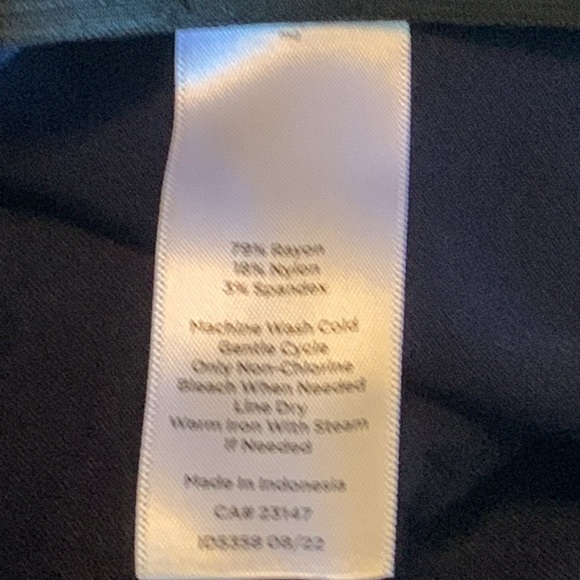 79% Rayon
18% Nylon
3% Spandex
Machine Wash Cold
Gentle Cycle
Only Non-Chlorine
Bleach When Needed
Line Dry
Warm Iron With Steam
If Needed
Made In Indonesia
CA# 23147
IDS358 08/22